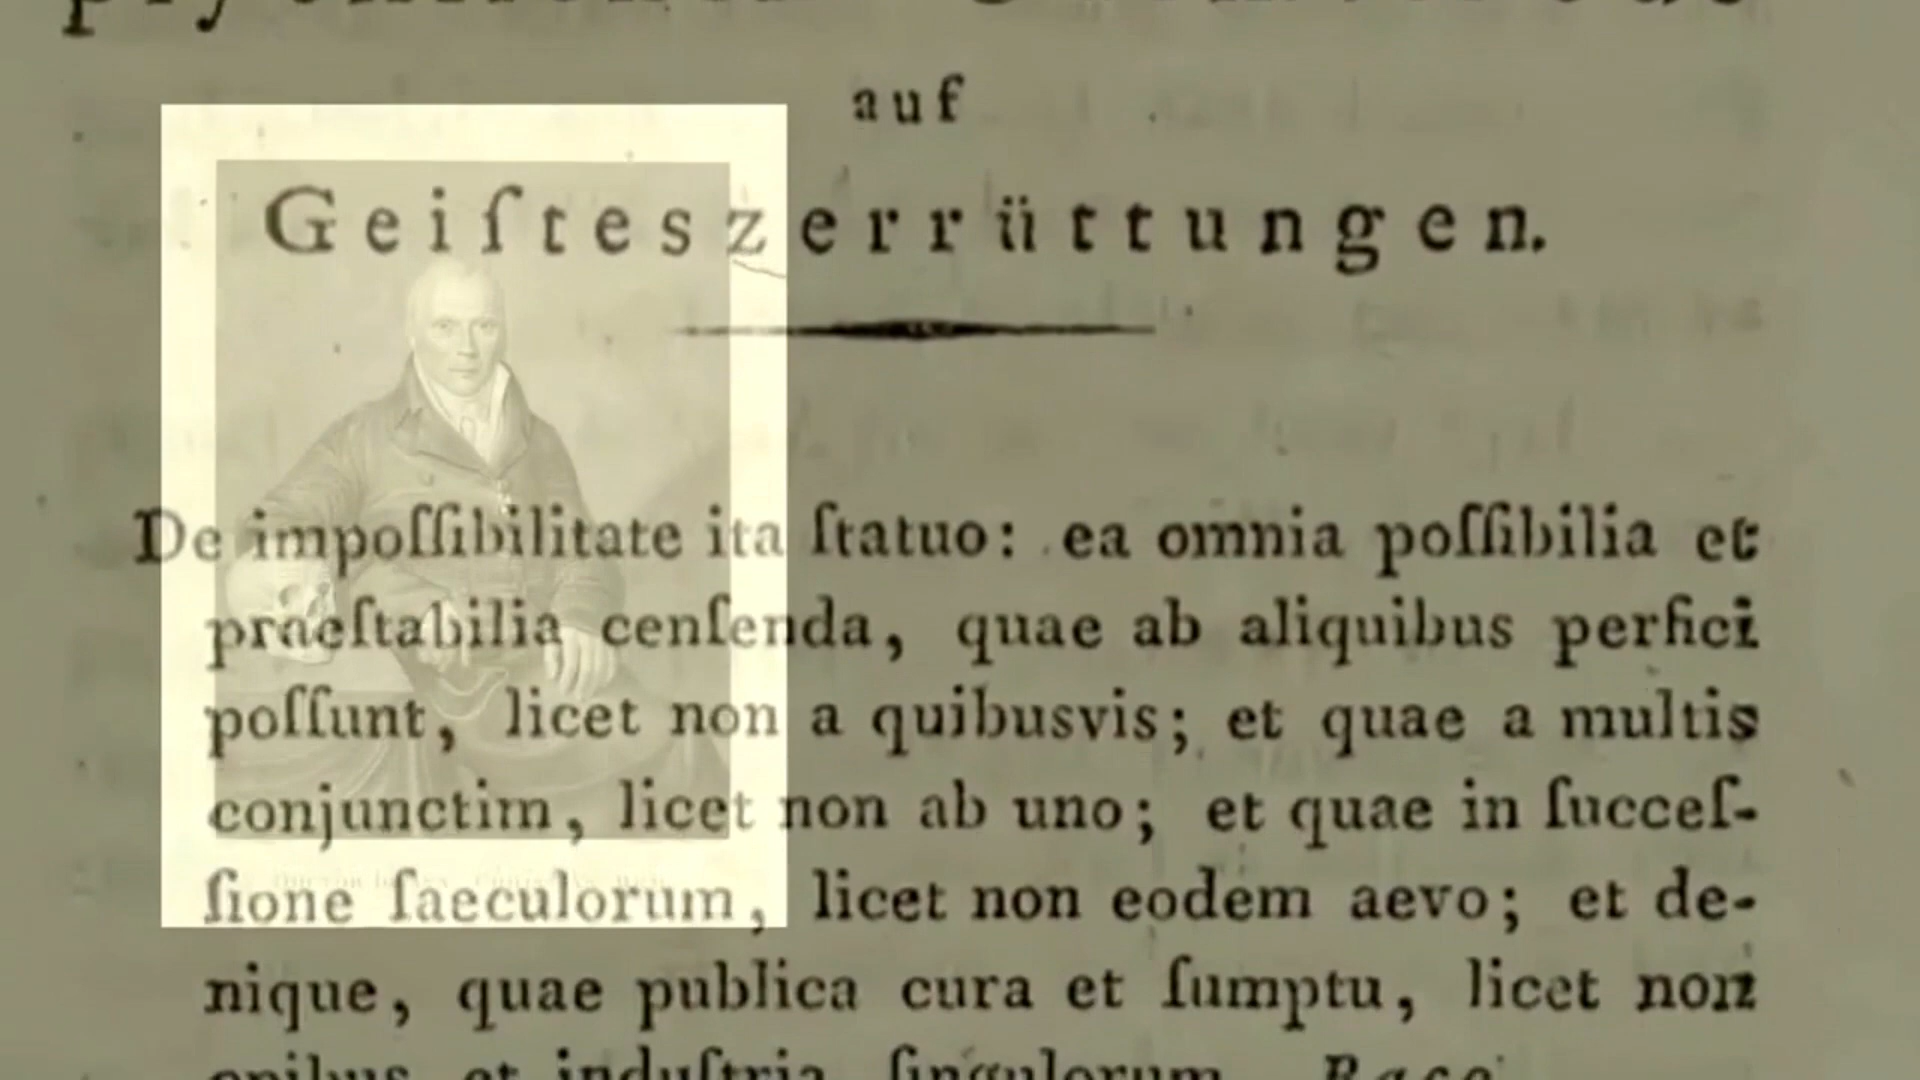 auf
Geiſteszerrüttungen.
De impoſſibilitate ita ſtatuo: ea omnia poſſibilia et
praeſtabilia cenſenda, quae ab aliquibus perfici
poſſunt, licet non a quibusvis; et quae a multis
conjunctim, licet non ab uno; et quae in ſucceſ-
ſione ſaeculorum, licet non eodem aevo; et de-
nique, quae publica cura et ſumptu, licet non
opibus et induſtria ſingulorum. Baco